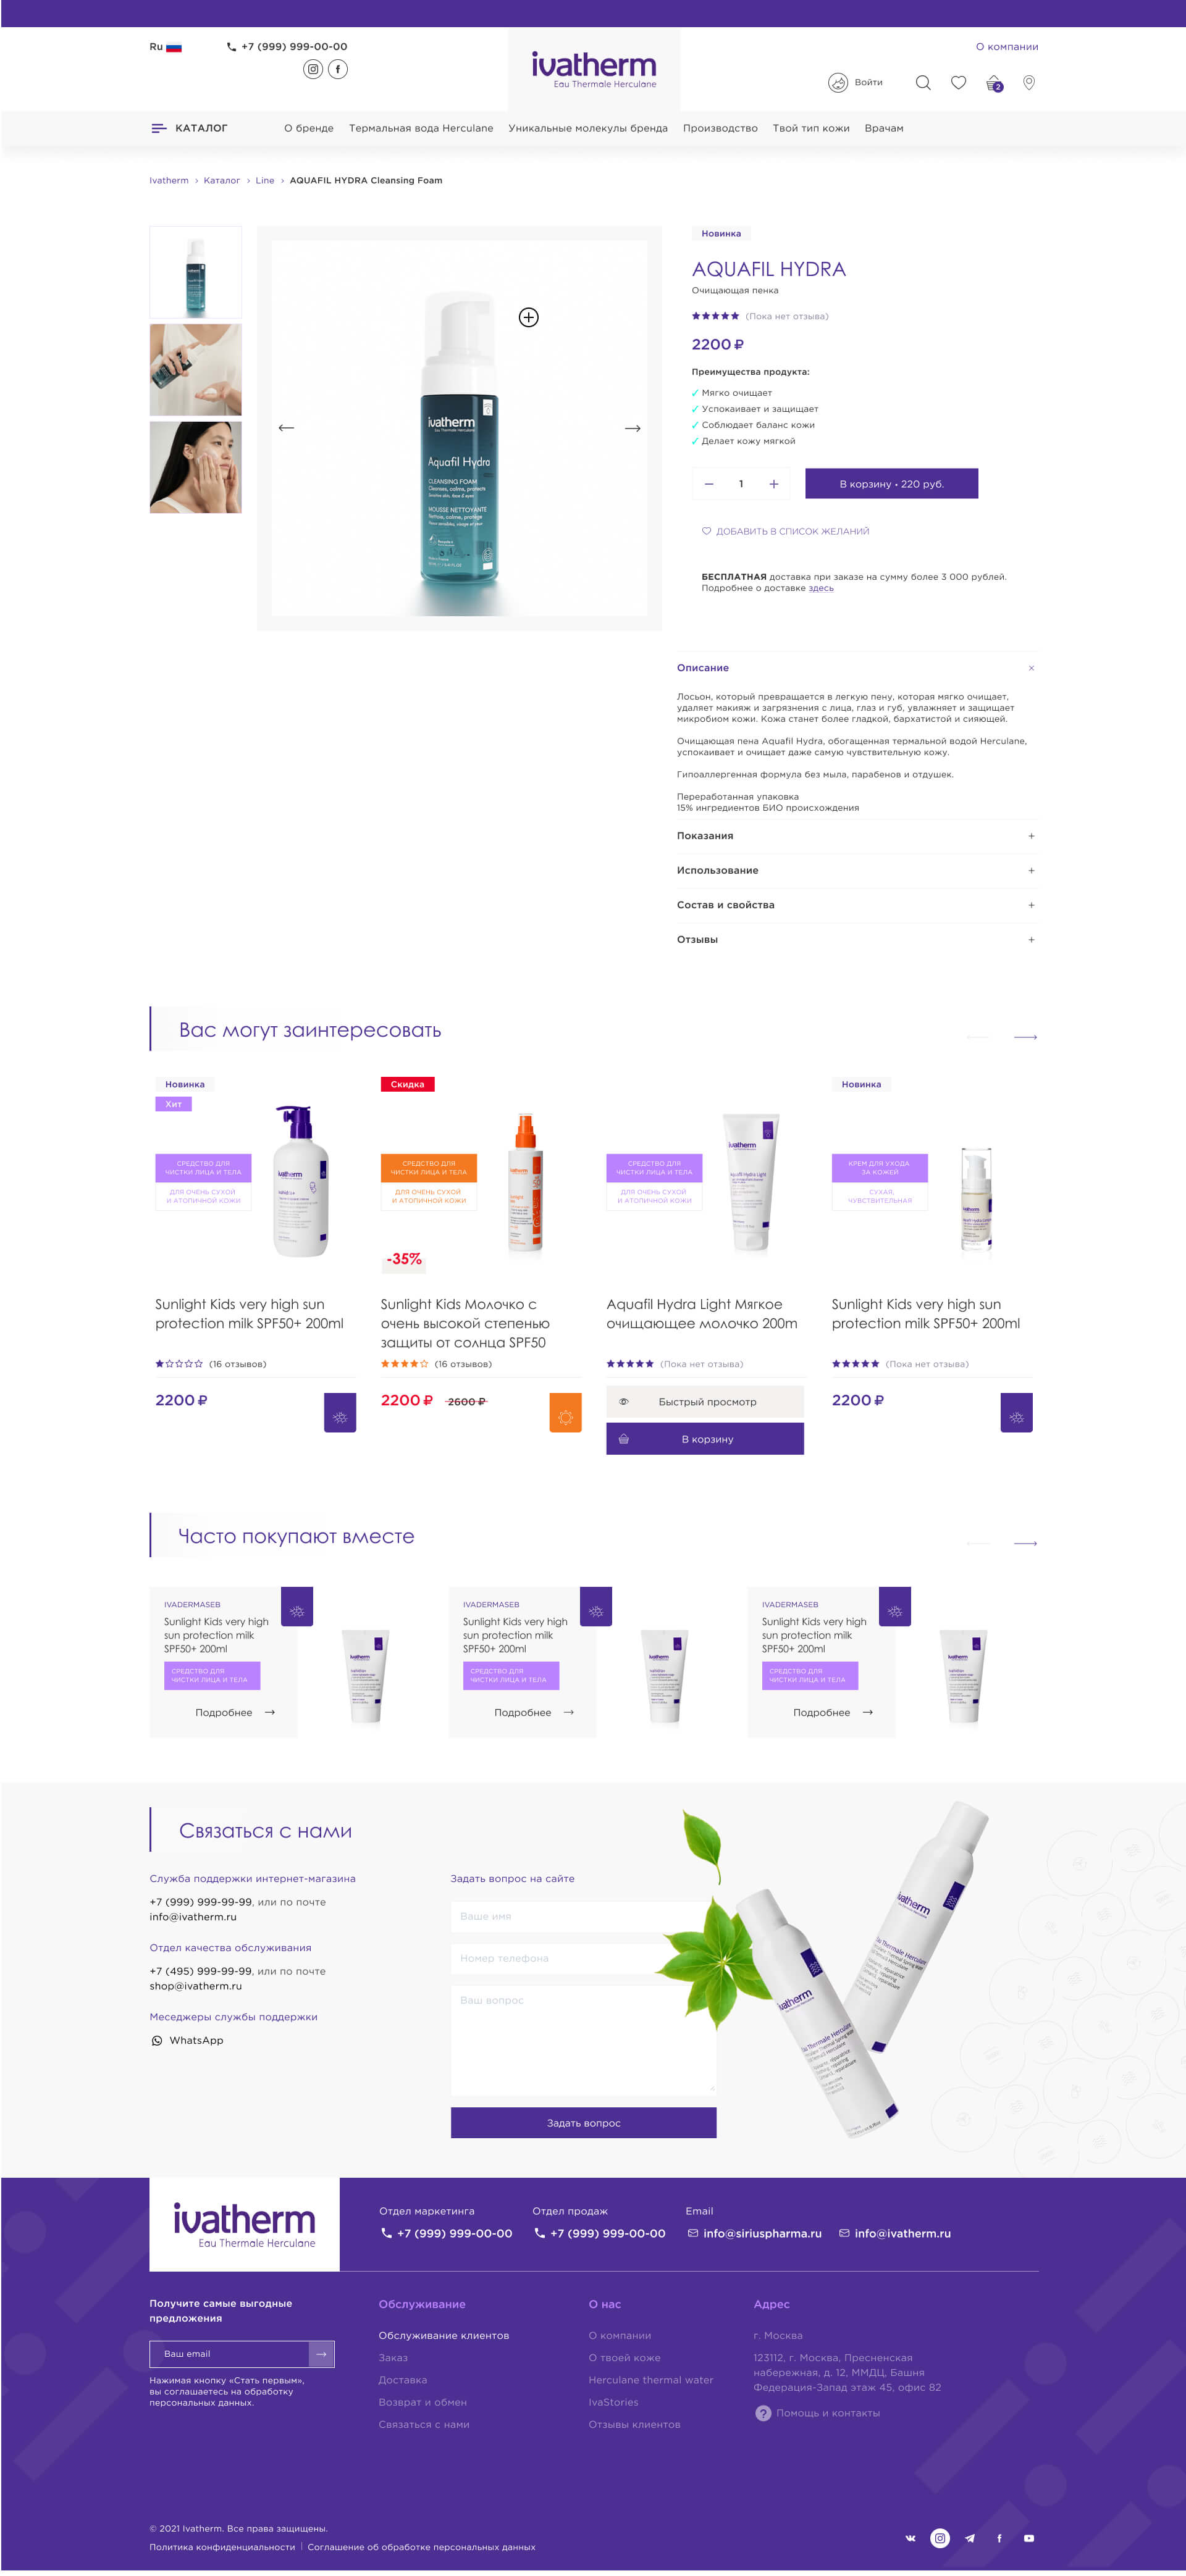 Ru
+7 (999) 999-00-00
ivatherm
Eau Thermale Herculane
О компании
Войти
2
КАТАЛОГ
О бренде Термальная вода Herculane Уникальные молекулы бренда Производство Твой тип кожи Врачам
Ivatherm > Каталог > Line > AQUAFIL HYDRA Cleansing Foam
Новинка
AQUAFIL HYDRA
Очищающая пенка
(Пока нет отзыва)
2200 ₽
Преимущества продукта:
Мягко очищает
Успокаивает и защищает
Соблюдает баланс кожи
Делает кожу мягкой
− 1 +
В корзину • 220 руб.
ДОБАВИТЬ В СПИСОК ЖЕЛАНИЙ
БЕСПЛАТНАЯ доставка при заказе на сумму более 3 000 рублей.
Подробнее о доставке здесь
ivatherm
Eau Thermale Herculane
Aquafil Hydra
CLEANSING FOAM
Cleanses, calms, protects
Sensitive skin, face & eyes
MOUSSE NETTOYANTE
Nettoie, calme, protège
Описание
Лосьон, который превращается в легкую пену, которая мягко очищает,
удаляет макияж и загрязнения с лица, глаз и губ, увлажняет и защищает
микробиом кожи. Кожа станет более гладкой, бархатистой и сияющей.
Очищающая пена Aquafil Hydra, обогащенная термальной водой Herculane,
успокаивает и очищает даже самую чувствительную кожу.
Гипоаллергенная формула без мыла, парабенов и отдушек.
Переработанная упаковка
15% ингредиентов БИО происхождения
Показания
Использование
Состав и свойства
Отзывы
Вас могут заинтересовать
Новинка
Хит
СРЕДСТВО ДЛЯ
ЧИСТКИ ЛИЦА И ТЕЛА
ДЛЯ ОЧЕНЬ СУХОЙ
И АТОПИЧНОЙ КОЖИ
ivatherm
Sunlight Kids very high sun
protection milk SPF50+ 200ml
(16 отзывов)
2200 ₽
Скидка
СРЕДСТВО ДЛЯ
ЧИСТКИ ЛИЦА И ТЕЛА
ДЛЯ ОЧЕНЬ СУХОЙ
И АТОПИЧНОЙ КОЖИ
-35%
ivatherm
Sunlight Kids Молочко с
очень высокой степенью
защиты от солнца SPF50
(16 отзывов)
2200 ₽ 2600 ₽
СРЕДСТВО ДЛЯ
ЧИСТКИ ЛИЦА И ТЕЛА
ДЛЯ ОЧЕНЬ СУХОЙ
И АТОПИЧНОЙ КОЖИ
ivatherm
Aquafil Hydra Light
Aquafil Hydra Light Мягкое
очищающее молочко 200m
(Пока нет отзыва)
Быстрый просмотр
В корзину
Новинка
КРЕМ ДЛЯ УХОДА
ЗА КОЖЕЙ
СУХАЯ,
ЧУВСТВИТЕЛЬНАЯ
Sunlight Kids very high sun
protection milk SPF50+ 200ml
(Пока нет отзыва)
2200 ₽
Часто покупают вместе
IVADERMASEB
Sunlight Kids very high
sun protection milk
SPF50+ 200ml
СРЕДСТВО ДЛЯ
ЧИСТКИ ЛИЦА И ТЕЛА
Подробнее
ivatherm
IVADERMASEB
Sunlight Kids very high
sun protection milk
SPF50+ 200ml
СРЕДСТВО ДЛЯ
ЧИСТКИ ЛИЦА И ТЕЛА
Подробнее
ivatherm
IVADERMASEB
Sunlight Kids very high
sun protection milk
SPF50+ 200ml
СРЕДСТВО ДЛЯ
ЧИСТКИ ЛИЦА И ТЕЛА
Подробнее
ivatherm
Связаться с нами
Служба поддержки интернет-магазина
+7 (999) 999-99-99, или по почте
info@ivatherm.ru
Отдел качества обслуживания
+7 (495) 999-99-99, или по почте
shop@ivatherm.ru
Меседжеры службы поддержки
WhatsApp
Задать вопрос на сайте
Ваше имя
Номер телефона
Ваш вопрос
Задать вопрос
ivatherm
Eau Thermale Herculane
ivatherm
Eau Thermale Herculane
ivatherm
Eau Thermale Herculane
Отдел маркетинга
+7 (999) 999-00-00
Отдел продаж
+7 (999) 999-00-00
Email
info@siriuspharma.ru
info@ivatherm.ru
Получите самые выгодные
предложения
Ваш email
Нажимая кнопку «Стать первым»,
вы соглашаетесь на обработку
персональных данных.
Обслуживание
Обслуживание клиентов
Заказ
Доставка
Возврат и обмен
Связаться с нами
О нас
О компании
О твоей коже
Herculane thermal water
IvaStories
Отзывы клиентов
Адрес
г. Москва
123112, г. Москва, Пресненская
набережная, д. 12, ММДЦ, Башня
Федерация-Запад этаж 45, офис 82
Помощь и контакты
© 2021 Ivatherm. Все права защищены.
Политика конфиденциальности | Соглашение об обработке персональных данных